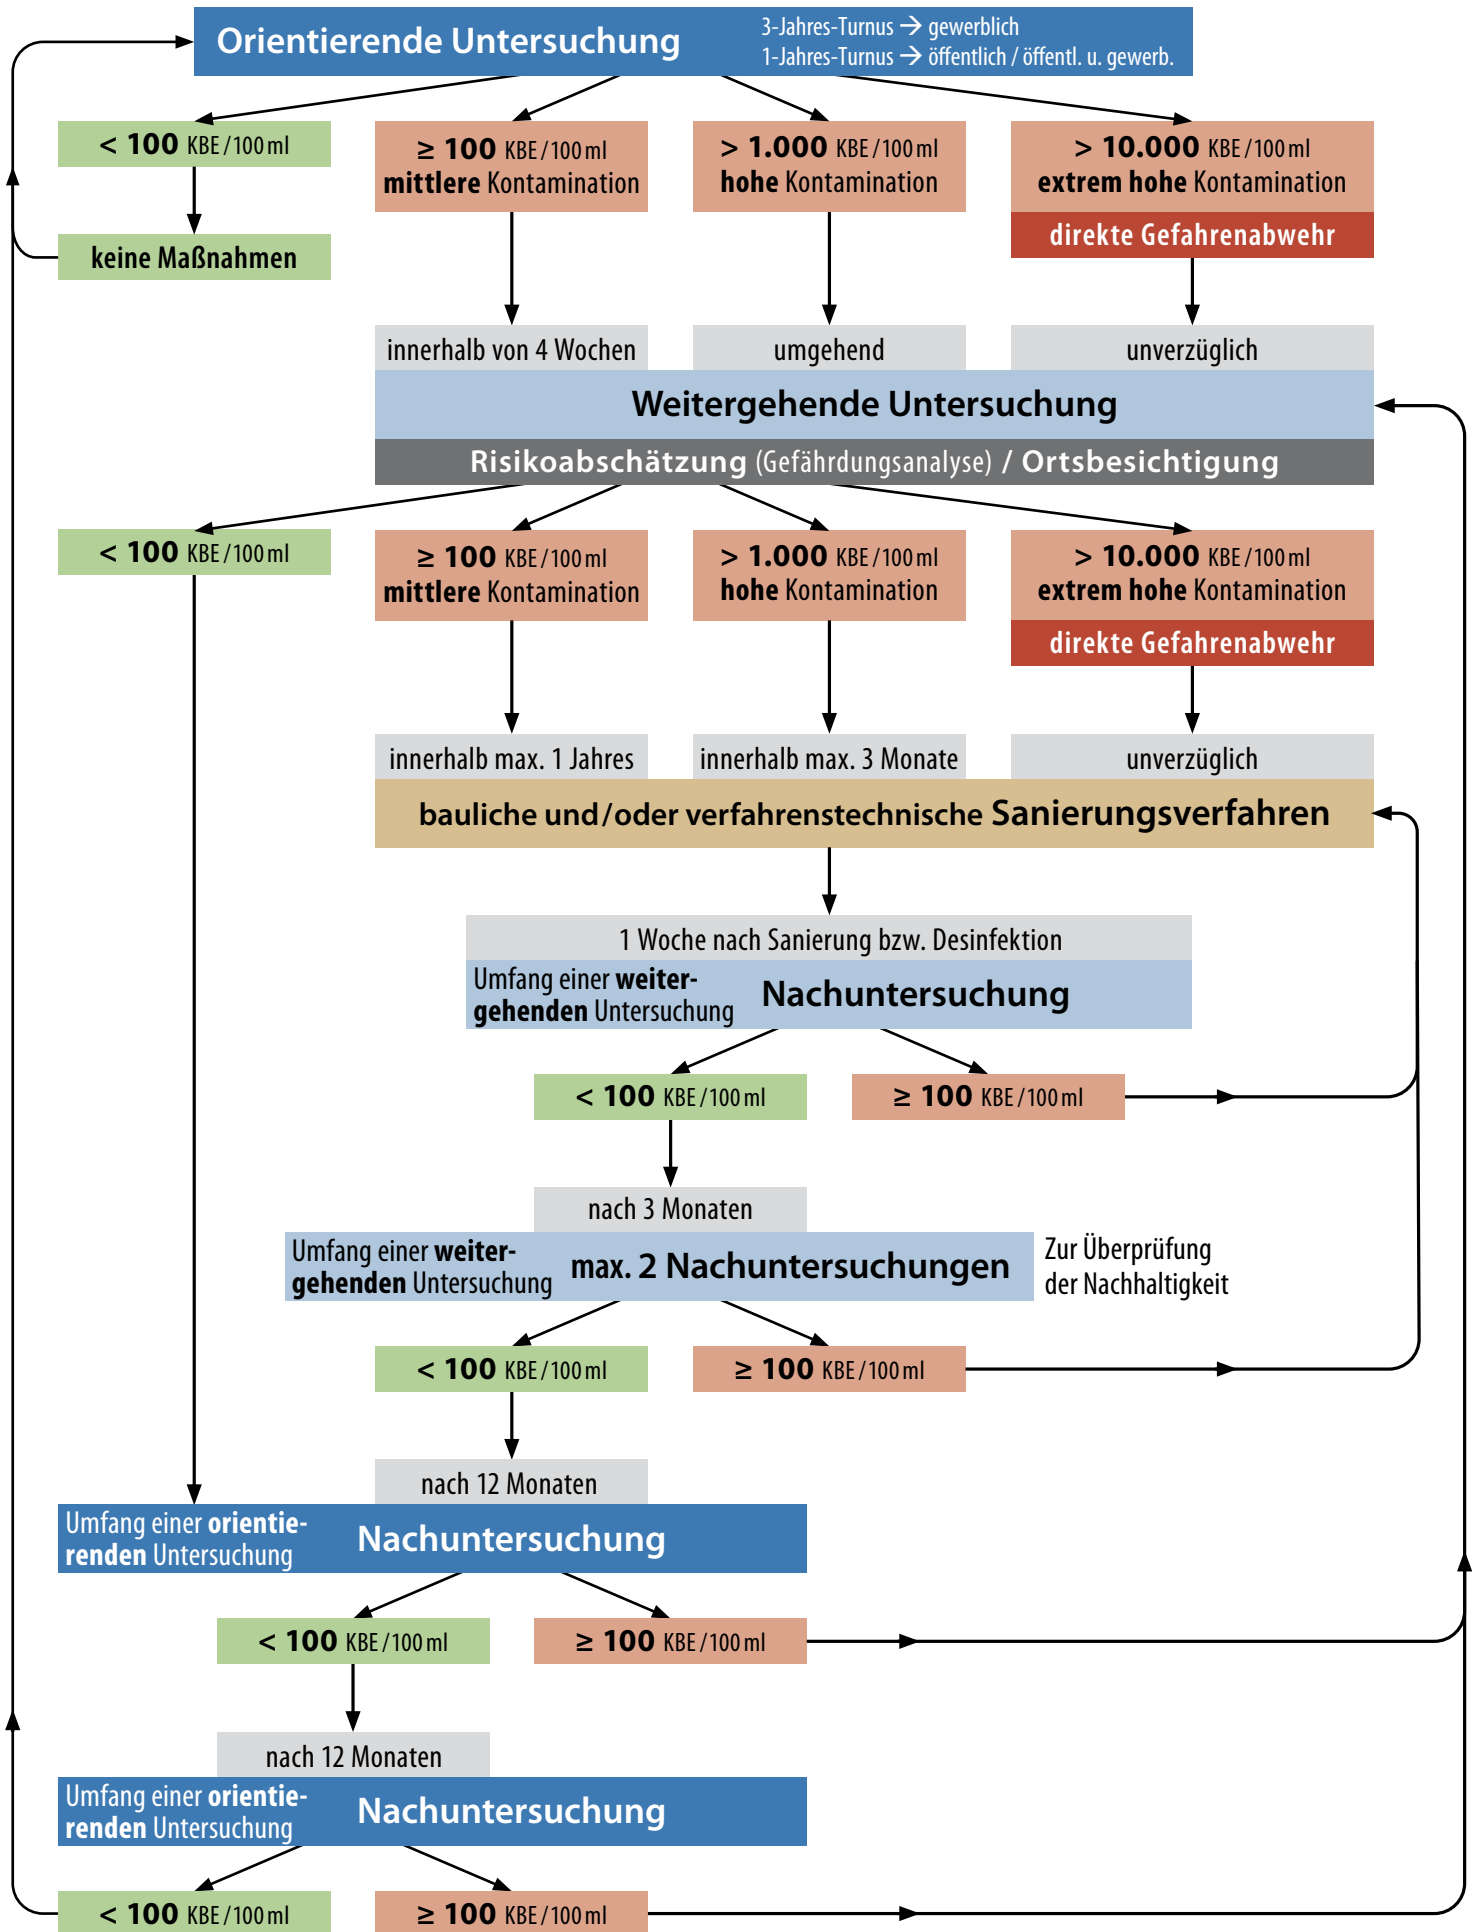 Orientierende Untersuchung
3-Jahres-Turnus → gewerblich
1-Jahres-Turnus → öffentlich / öffentl. u. gewerb.
< 100 KBE/100 ml
≥ 100 KBE/100 ml
mittlere Kontamination
> 1.000 KBE/100 ml
hohe Kontamination
> 10.000 KBE/100 ml
extrem hohe Kontamination
direkte Gefahrenabwehr
keine Maßnahmen
innerhalb von 4 Wochen
umgehend
unverzüglich
Weitergehende Untersuchung
Risikoabschätzung (Gefährdungsanalyse) / Ortsbesichtigung
< 100 KBE/100 ml
≥ 100 KBE/100 ml
mittlere Kontamination
> 1.000 KBE/100 ml
hohe Kontamination
> 10.000 KBE/100 ml
extrem hohe Kontamination
direkte Gefahrenabwehr
innerhalb max. 1 Jahres
innerhalb max. 3 Monate
unverzüglich
bauliche und/oder verfahrenstechnische Sanierungsverfahren
1 Woche nach Sanierung bzw. Desinfektion
Umfang einer weiter-
gehenden Untersuchung
Nachuntersuchung
< 100 KBE/100 ml
≥ 100 KBE/100 ml
nach 3 Monaten
Umfang einer weiter-
gehenden Untersuchung
max. 2 Nachuntersuchungen
Zur Überprüfung
der Nachhaltigkeit
< 100 KBE/100 ml
≥ 100 KBE/100 ml
nach 12 Monaten
Umfang einer orientie-
renden Untersuchung
Nachuntersuchung
< 100 KBE/100 ml
≥ 100 KBE/100 ml
nach 12 Monaten
Umfang einer orientie-
renden Untersuchung
Nachuntersuchung
< 100 KBE/100 ml
≥ 100 KBE/100 ml